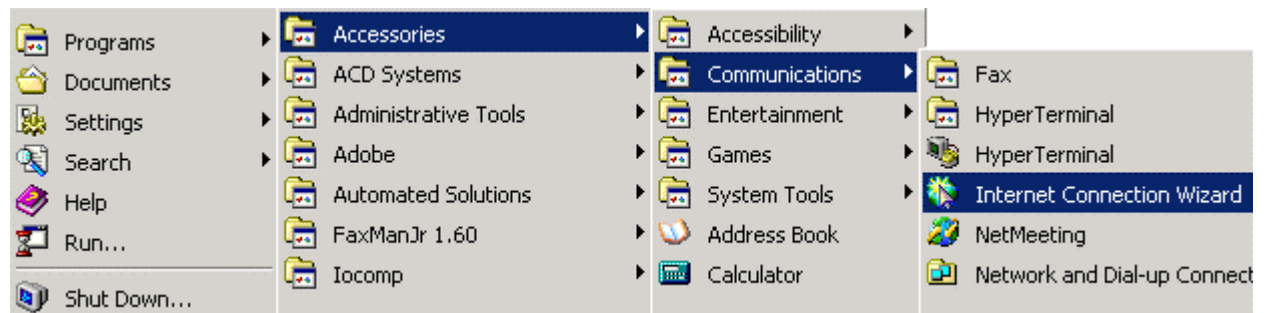 Programs
Documents
Settings
Search
Help
Run...
Shut Down...
Accessories
ACD Systems
Administrative Tools
Adobe
Automated Solutions
FaxManJr 1.60
Iocomp
Accessibility
Communications
Entertainment
Games
System Tools
Address Book
Calculator
Fax
HyperTerminal
HyperTerminal
Internet Connection Wizard
NetMeeting
Network and Dial-up Connect